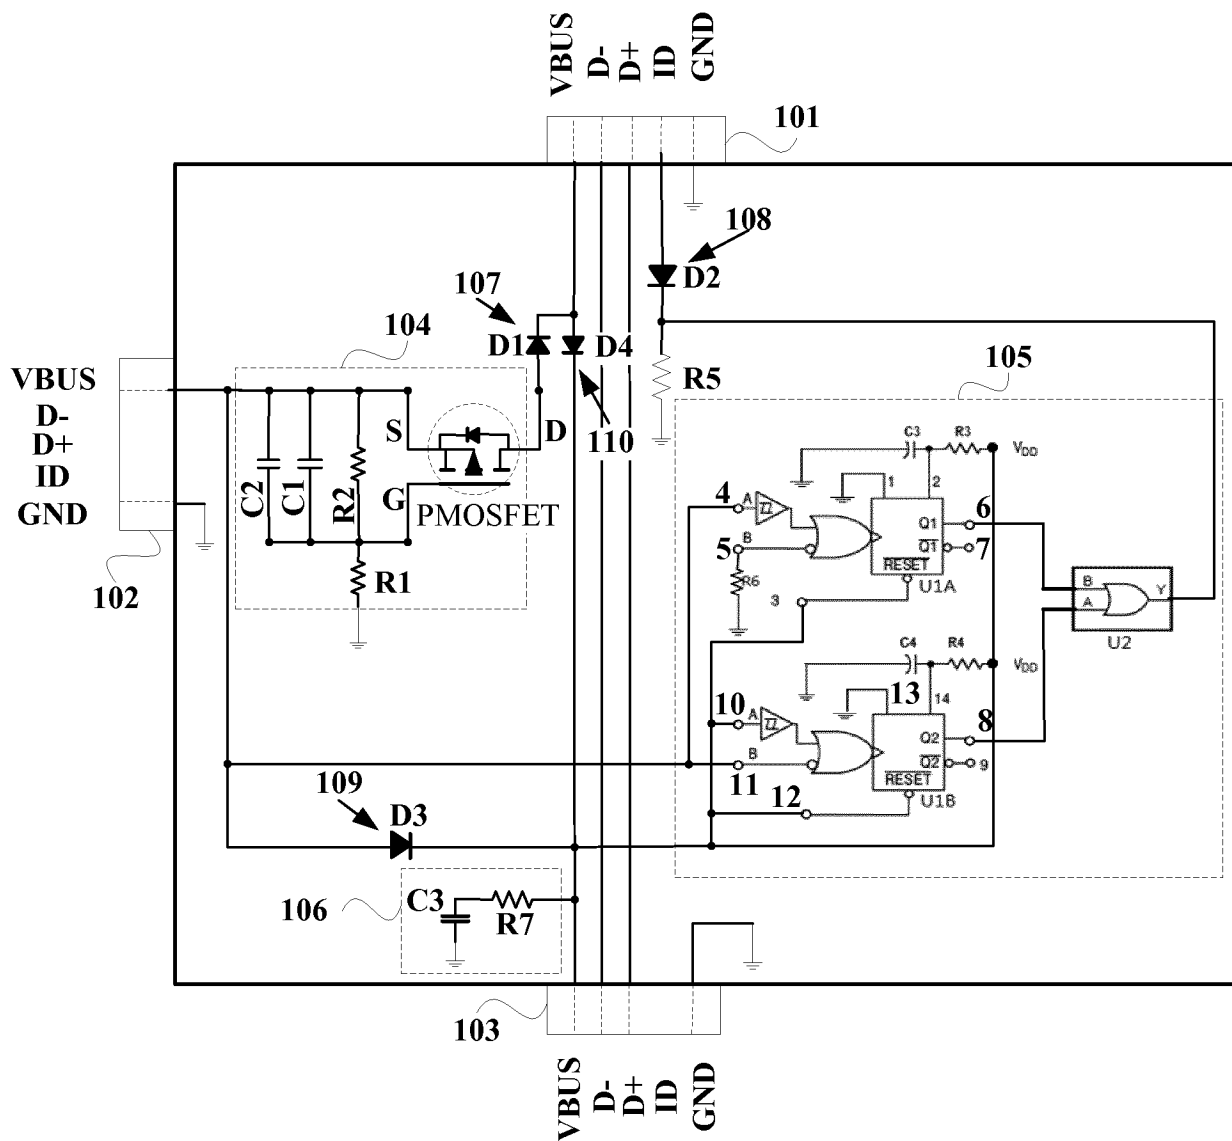 VBUS
D-
D+
ID
GND
101
108
D2
107
104
D1
D4
R5
105
110
VBUS
D-
D+
ID
GND
102
S
D
G
PMOSFET
C2
C1
R2
R1
C3
R3
VDD
1
2
4
A
5
B
R6
3
Q1
6
Q1
7
RESET
U1A
B
A
Y
U2
C4
R4
VDD
13
14
10
A
B
11
12
Q2
8
Q2
9
RESET
U1B
109
D3
106
C3
R7
103
VBUS
D-
D+
ID
GND